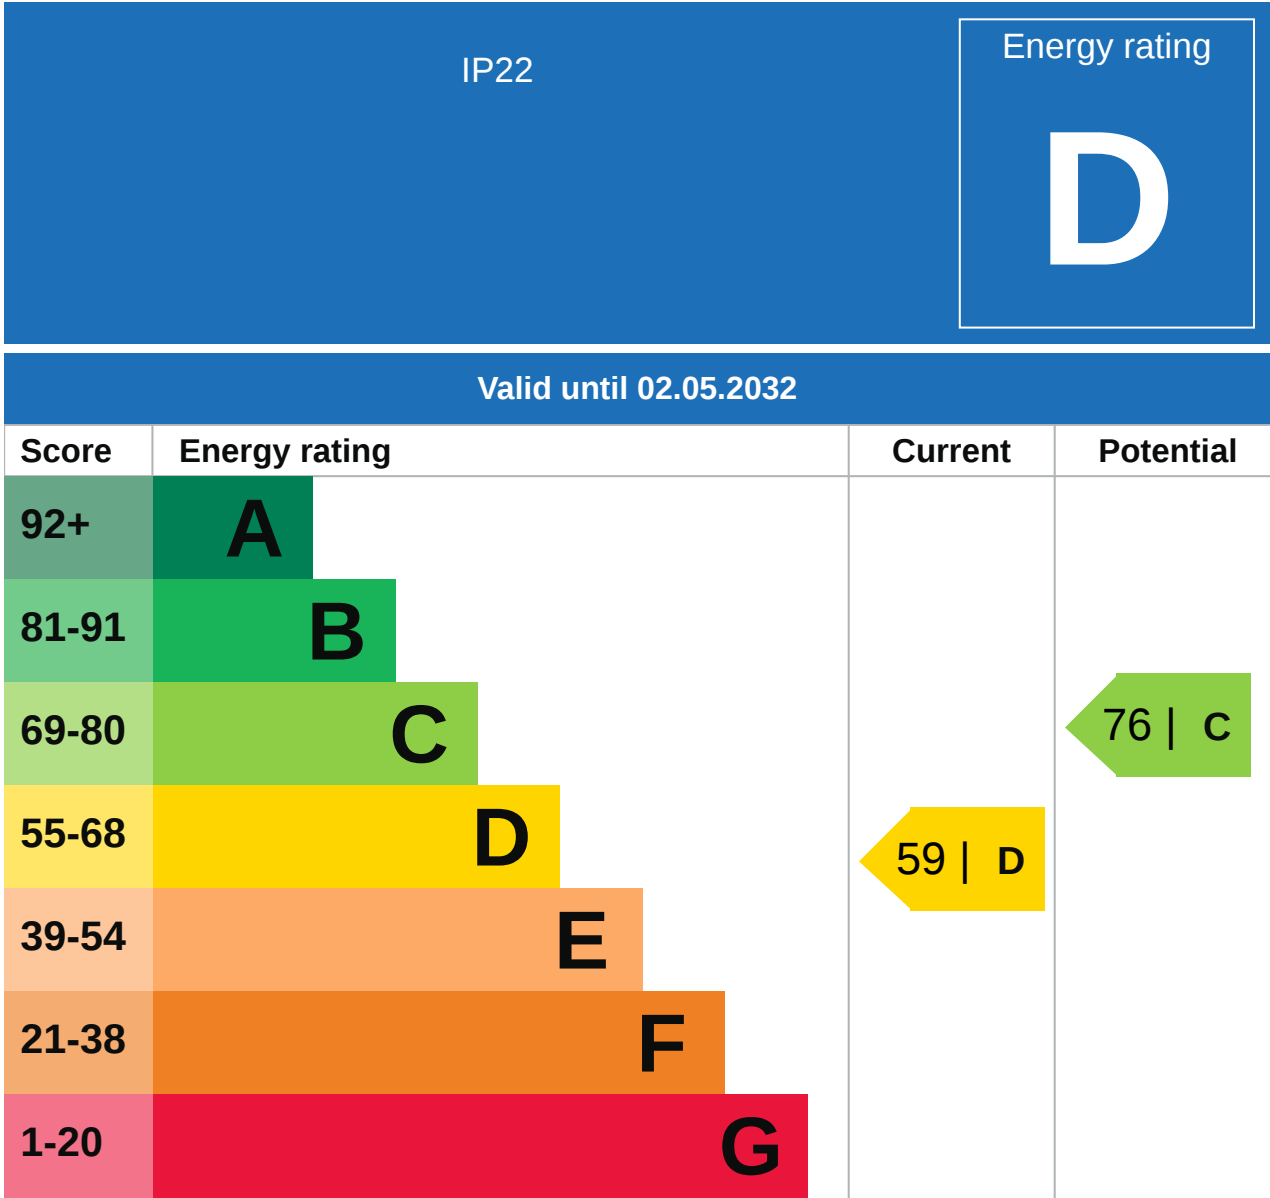 IP22
Energy rating
D
Valid until 02.05.2032
Score Energy rating Current Potential
92+ A
81-91 B
69-80 C 76 | C
55-68 D 59 | D
39-54 E
21-38 F
1-20 G